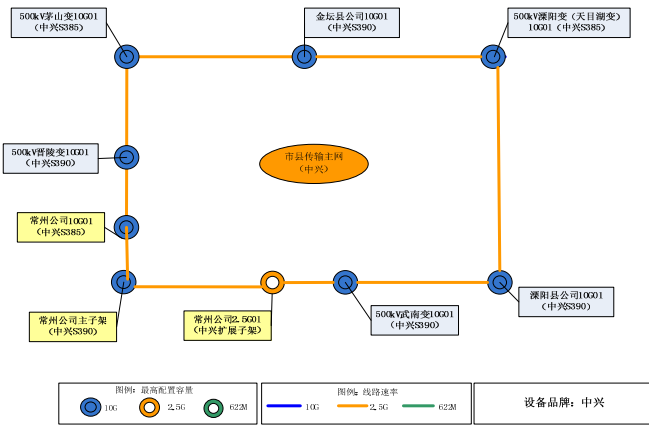 500kV茅山变10G01
（中兴S385）
金坛县公司10G01
（中兴S390）
500kV溧阳变（天目湖变）
10G01（中兴S385）
500kV晋陵变10G01
（中兴S390）
市县传输主网
（中兴）
常州公司10G01
（中兴S385）
常州公司主子架
（中兴S390）
常州公司2.5G01
（中兴扩展子架）
500kV武南变10G01
（中兴S390）
溧阳县公司10G01
（中兴S390）
图例：最高配置容量
10G
2.5G
622M
图例：线路速率
10G
2.5G
622M
设备品牌：中兴